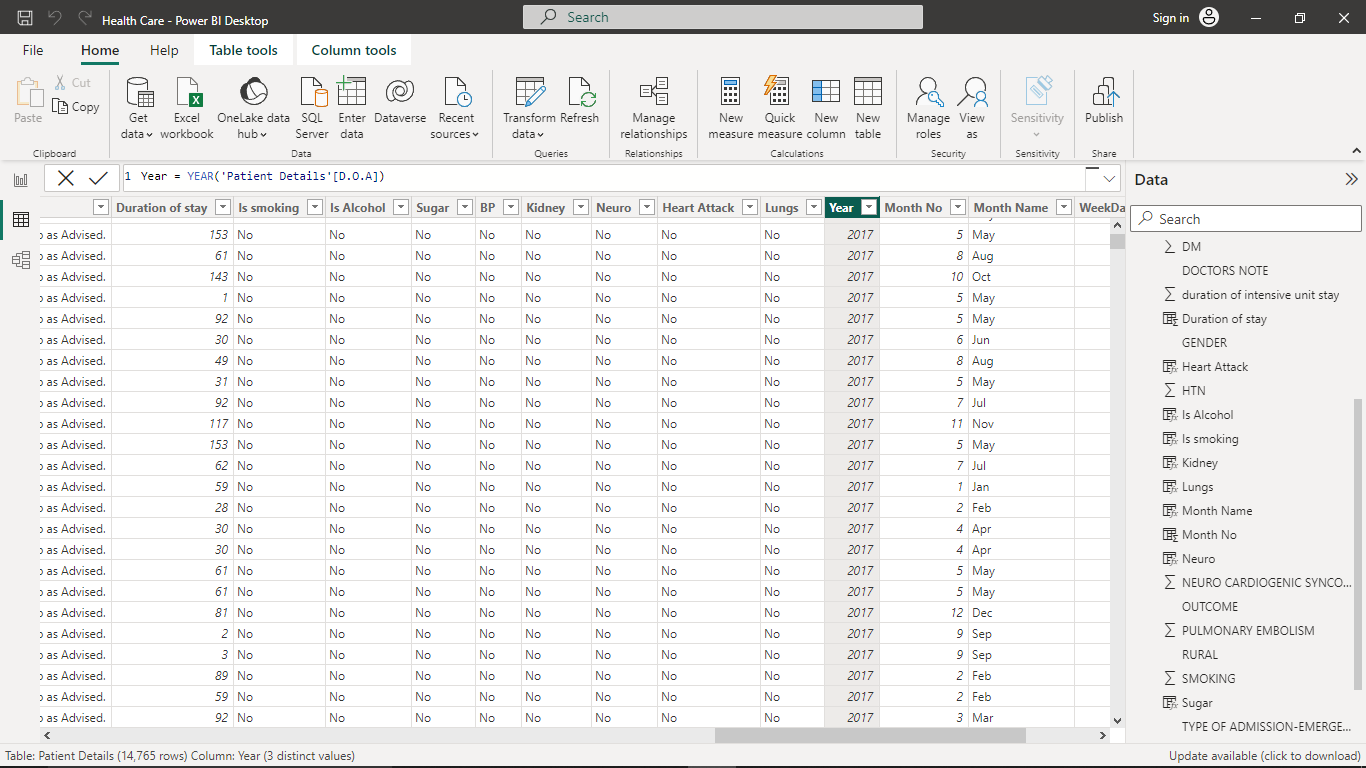 Health Care - Power BI Desktop
Search
Sign in
File Home Help Table tools Column tools
Paste
Cut
Copy
Get data
Excel workbook
OneLake data hub
SQL Server
Enter data
Dataverse
Recent sources
Transform data
Refresh
Manage relationships
New measure
Quick measure
New column
New table
Manage roles
View as
Sensitivity
Publish
Clipboard Data Queries Relationships Calculations Security Sensitivity Share
1 Year = YEAR('Patient Details'[D.O.A])
Duration of stay Is smoking Is Alcohol Sugar BP Kidney Neuro Heart Attack Lungs Year Month No Month Name WeekDa
as Advised. 153 No No No No No No No No 2017 5 May
as Advised. 61 No No No No No No No No 2017 8 Aug
as Advised. 143 No No No No No No No No 2017 10 Oct
as Advised. 1 No No No No No No No No 2017 5 May
as Advised. 92 No No No No No No No No 2017 5 May
as Advised. 30 No No No No No No No No 2017 6 Jun
as Advised. 49 No No No No No No No No 2017 8 Aug
as Advised. 31 No No No No No No No No 2017 5 May
as Advised. 92 No No No No No No No No 2017 7 Jul
as Advised. 117 No No No No No No No No 2017 11 Nov
as Advised. 153 No No No No No No No No 2017 5 May
as Advised. 62 No No No No No No No No 2017 7 Jul
as Advised. 59 No No No No No No No No 2017 1 Jan
as Advised. 28 No No No No No No No No 2017 2 Feb
as Advised. 30 No No No No No No No No 2017 4 Apr
as Advised. 30 No No No No No No No No 2017 4 Apr
as Advised. 61 No No No No No No No No 2017 5 May
as Advised. 61 No No No No No No No No 2017 5 May
as Advised. 81 No No No No No No No No 2017 12 Dec
as Advised. 2 No No No No No No No No 2017 9 Sep
as Advised. 3 No No No No No No No No 2017 9 Sep
as Advised. 89 No No No No No No No No 2017 2 Feb
as Advised. 59 No No No No No No No No 2017 2 Feb
as Advised. 92 No No No No No No No No 2017 3 Mar
Data
Search
DM
DOCTORS NOTE
duration of intensive unit stay
Duration of stay
GENDER
Heart Attack
HTN
Is Alcohol
Is smoking
Kidney
Lungs
Month Name
Month No
Neuro
NEURO CARDIOGENIC SYNCO...
OUTCOME
PULMONARY EMBOLISM
RURAL
SMOKING
Sugar
TYPE OF ADMISSION-EMERGE...
Table: Patient Details (14,765 rows) Column: Year (3 distinct values)
Update available (click to download)